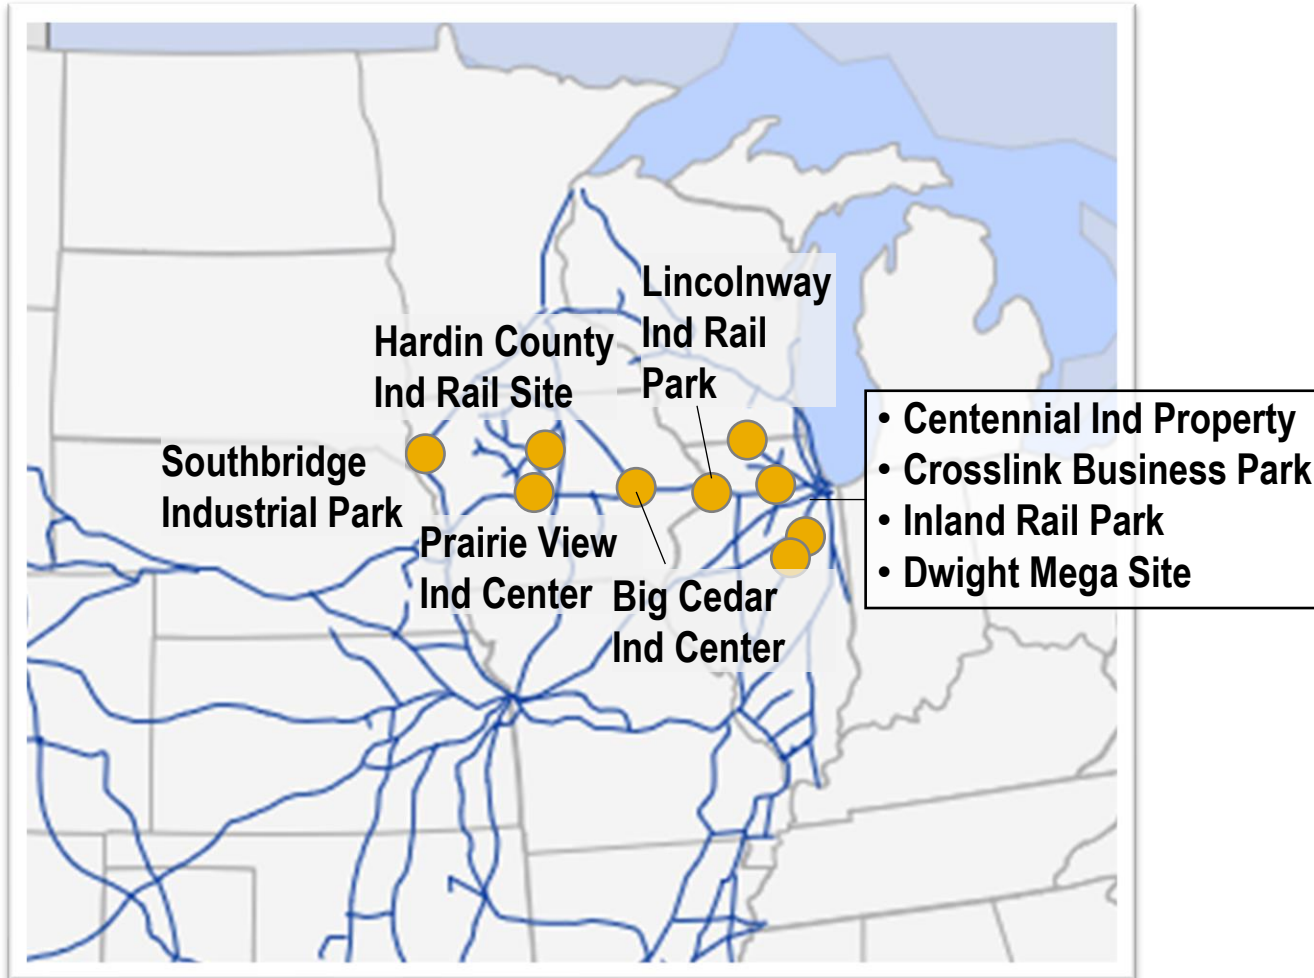 Lincolnway
Ind Rail
Park
Hardin County
Ind Rail Site
Southbridge
Industrial Park
Prairie View
Ind Center
Big Cedar
Ind Center
• Centennial Ind Property
• Crosslink Business Park
• Inland Rail Park
• Dwight Mega Site